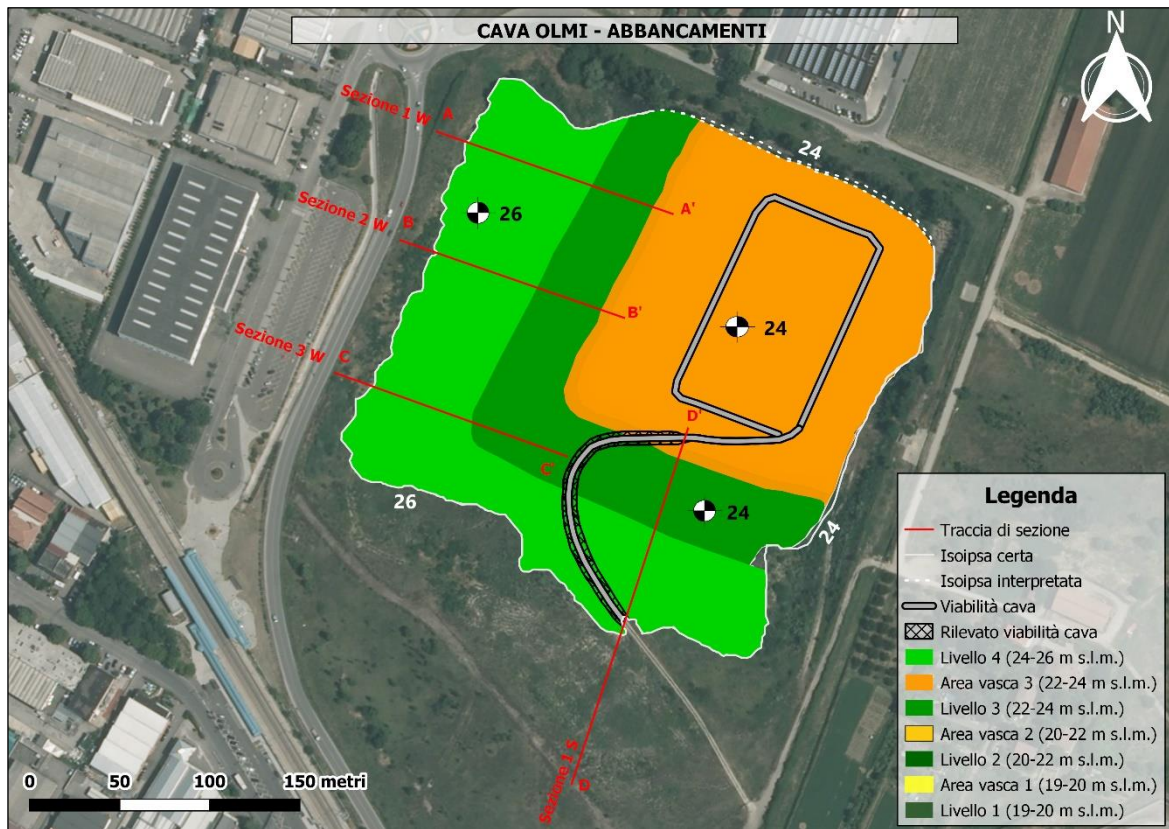 CAVA OLMI - ABBANCAMENTI
N
Sezione 1 W
A
A'
24
Sezione 2 W
B
B'
26
24
Sezione 3 W
C
C'
D'
26
24
24
Sezione 1 S
D
0 50 100 150 metri
Legenda
Traccia di sezione
Isoipsa certa
Isoipsa interpretata
Viabilità cava
Rilevato viabilità cava
Livello 4 (24-26 m s.l.m.)
Area vasca 3 (22-24 m s.l.m.)
Livello 3 (22-24 m s.l.m.)
Area vasca 2 (20-22 m s.l.m.)
Livello 2 (20-22 m s.l.m.)
Area vasca 1 (19-20 m s.l.m.)
Livello 1 (19-20 m s.l.m.)